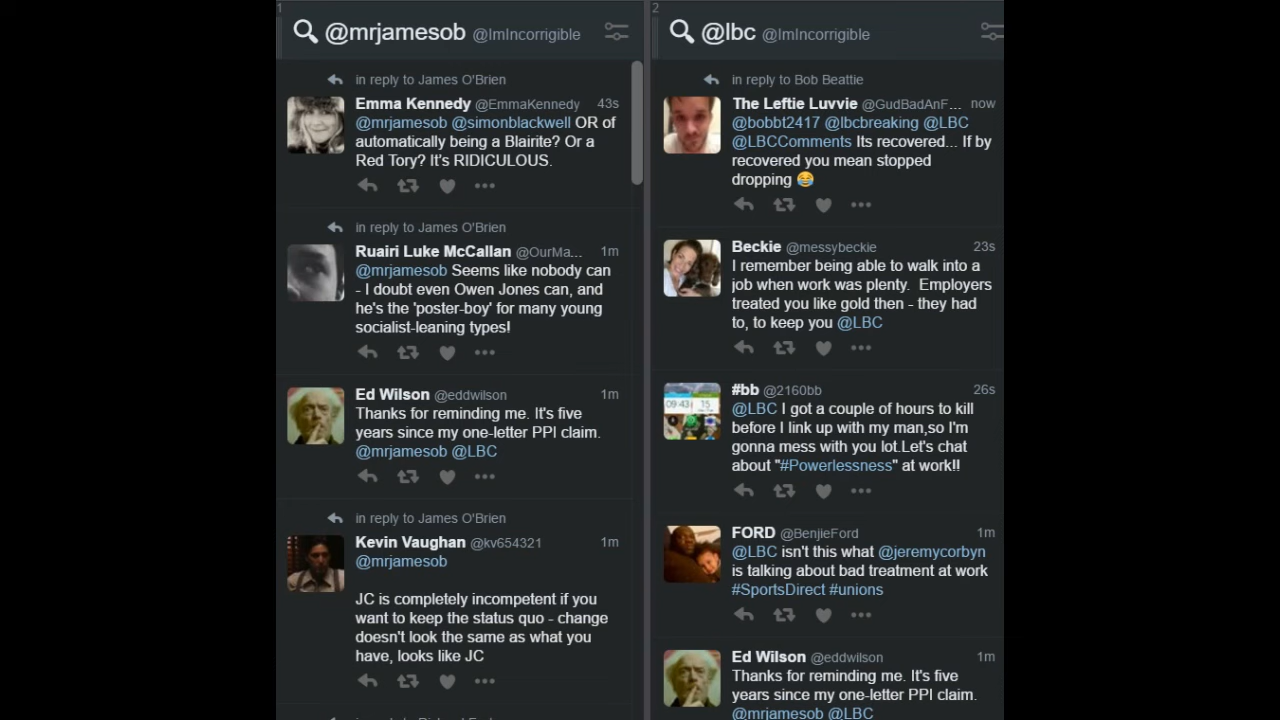 1
@mrjamesob @ImIncorrigible
in reply to James O'Brien
Emma Kennedy @EmmaKennedy 43s
@mrjamesob @simonblackwell OR of
automatically being a Blairite? Or a
Red Tory? It's RIDICULOUS.
in reply to James O'Brien
Ruairi Luke McCallan @OurMa... 1m
@mrjamesob Seems like nobody can
- I doubt even Owen Jones can, and
he's the 'poster-boy' for many young
socialist-leaning types!
Ed Wilson @eddwilson 1m
Thanks for reminding me. It's five
years since my one-letter PPI claim.
@mrjamesob @LBC
in reply to James O'Brien
Kevin Vaughan @kv654321 1m
@mrjamesob
JC is completely incompetent if you
want to keep the status quo - change
doesn't look the same as what you
have, looks like JC
2
@lbc @ImIncorrigible
in reply to Bob Beattie
The Leftie Luvvie @GudBadAnF... now
@bobbt2417 @lbcbreaking @LBC
@LBCComments Its recovered... If by
recovered you mean stopped
dropping 😂
Beckie @messybeckie 23s
I remember being able to walk into a
job when work was plenty. Employers
treated you like gold then - they had
to, to keep you @LBC
#bb @2160bb 26s
09:43 15
@LBC I got a couple of hours to kill
before I link up with my man,so I'm
gonna mess with you lot.Let's chat
about "#Powerlessness" at work!!
FORD @BenjieFord 1m
@LBC isn't this what @jeremycorbyn
is talking about bad treatment at work
#SportsDirect #unions
Ed Wilson @eddwilson 1m
Thanks for reminding me. It's five
years since my one-letter PPI claim.
@mrjamesob @LBC